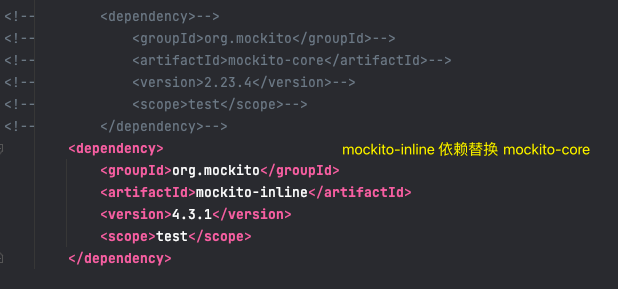 <!--        <dependency>-->
<!--            <groupId>org.mockito</groupId>-->
<!--            <artifactId>mockito-core</artifactId>-->
<!--            <version>2.23.4</version>-->
<!--            <scope>test</scope>-->
<!--        </dependency>-->
<dependency> mockito-inline 依赖替换 mockito-core
<groupId>org.mockito</groupId>
<artifactId>mockito-inline</artifactId>
<version>4.3.1</version>
<scope>test</scope>
</dependency>